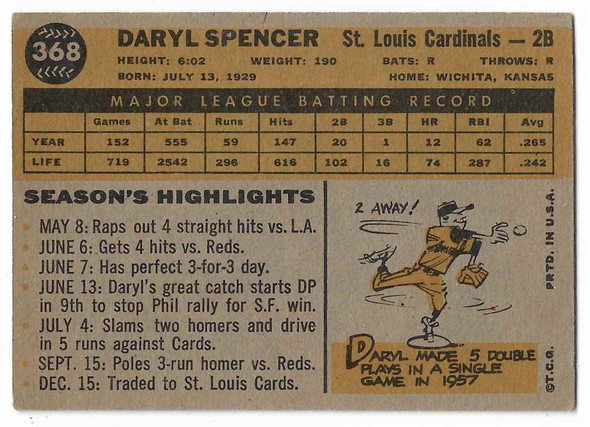 368
DARYL SPENCER St. Louis Cardinals — 2B
HEIGHT: 6:02 WEIGHT: 190 BATS: R THROWS: R
BORN: JULY 13, 1929 HOME: WICHITA, KANSAS
MAJOR LEAGUE BATTING RECORD
Games At Bat Runs Hits 2B 3B HR RBI Avg
YEAR 152 555 59 147 20 1 12 62 .265
LIFE 719 2542 296 616 102 16 74 287 .242
SEASON'S HIGHLIGHTS
MAY 8: Raps out 4 straight hits vs. L.A.
JUNE 6: Gets 4 hits vs. Reds.
JUNE 7: Has perfect 3-for-3 day.
JUNE 13: Daryl's great catch starts DP
in 9th to stop Phil rally for S.F. win.
JULY 4: Slams two homers and drive
in 5 runs against Cards.
SEPT. 15: Poles 3-run homer vs. Reds.
DEC. 15: Traded to St. Louis Cards.
2 AWAY!
DARYL MADE 5 DOUBLE
PLAYS IN A SINGLE
GAME IN 1957
©T.C.G. PRTD. IN U.S.A.